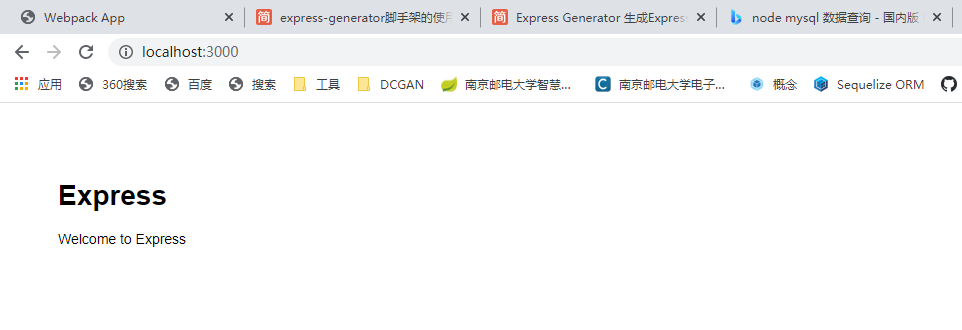 Webpack App express-generator脚手架的使用 Express Generator 生成Express node mysql 数据查询 - 国内版
localhost:3000
应用 360搜索 百度 搜索 工具 DCGAN 南京邮电大学智慧... 南京邮电大学电子... 概念 Sequelize ORM
Express
Welcome to Express